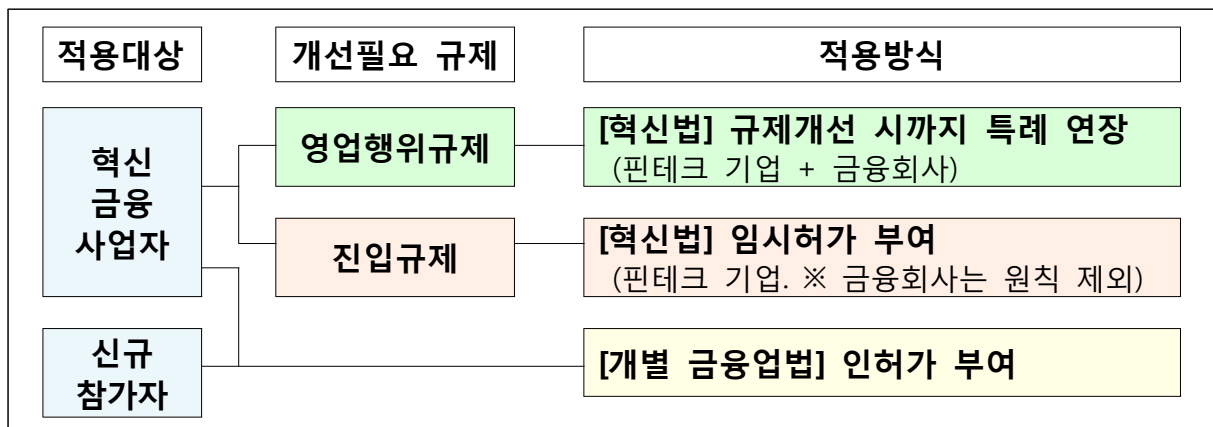 적용대상
개선필요 규제
적용방식
혁신
금융
사업자
영업행위규제
[혁신법] 규제개선 시까지 특례 연장
(핀테크 기업 + 금융회사)
진입규제
[혁신법] 임시허가 부여
(핀테크 기업. ※ 금융회사는 원칙 제외)
신규
참가자
[개별 금융업법] 인허가 부여